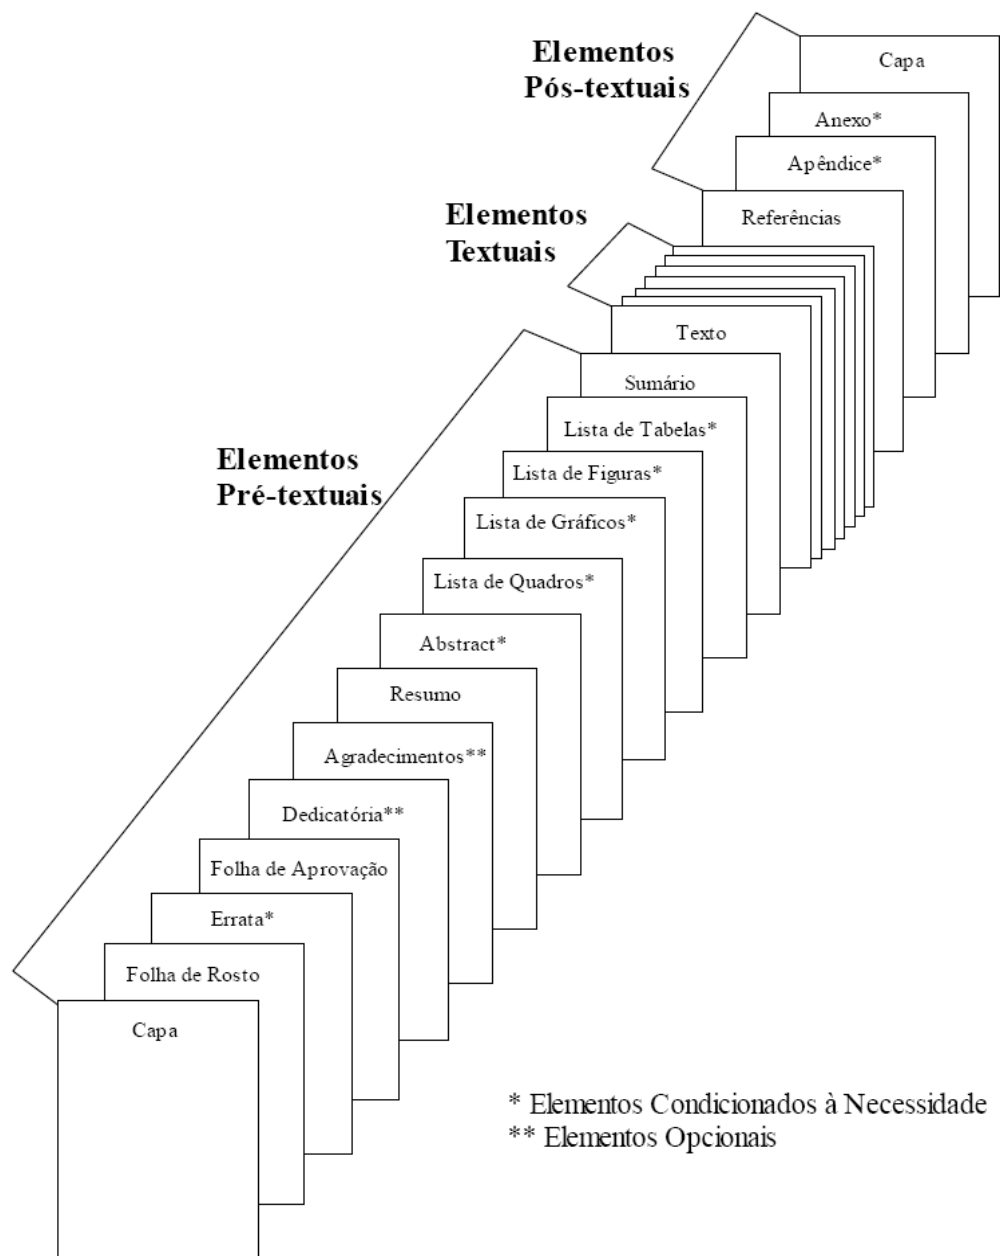 Elementos
Pós-textuais
Capa
Anexo*
Apêndice*
Referências
Elementos
Textuais
Texto
Sumário
Lista de Tabelas*
Elementos
Pré-textuais
Lista de Figuras*
Lista de Gráficos*
Lista de Quadros*
Abstract*
Resumo
Agradecimentos**
Dedicatória**
Folha de Aprovação
Errata*
Folha de Rosto
Capa
* Elementos Condicionados à Necessidade
** Elementos Opcionais